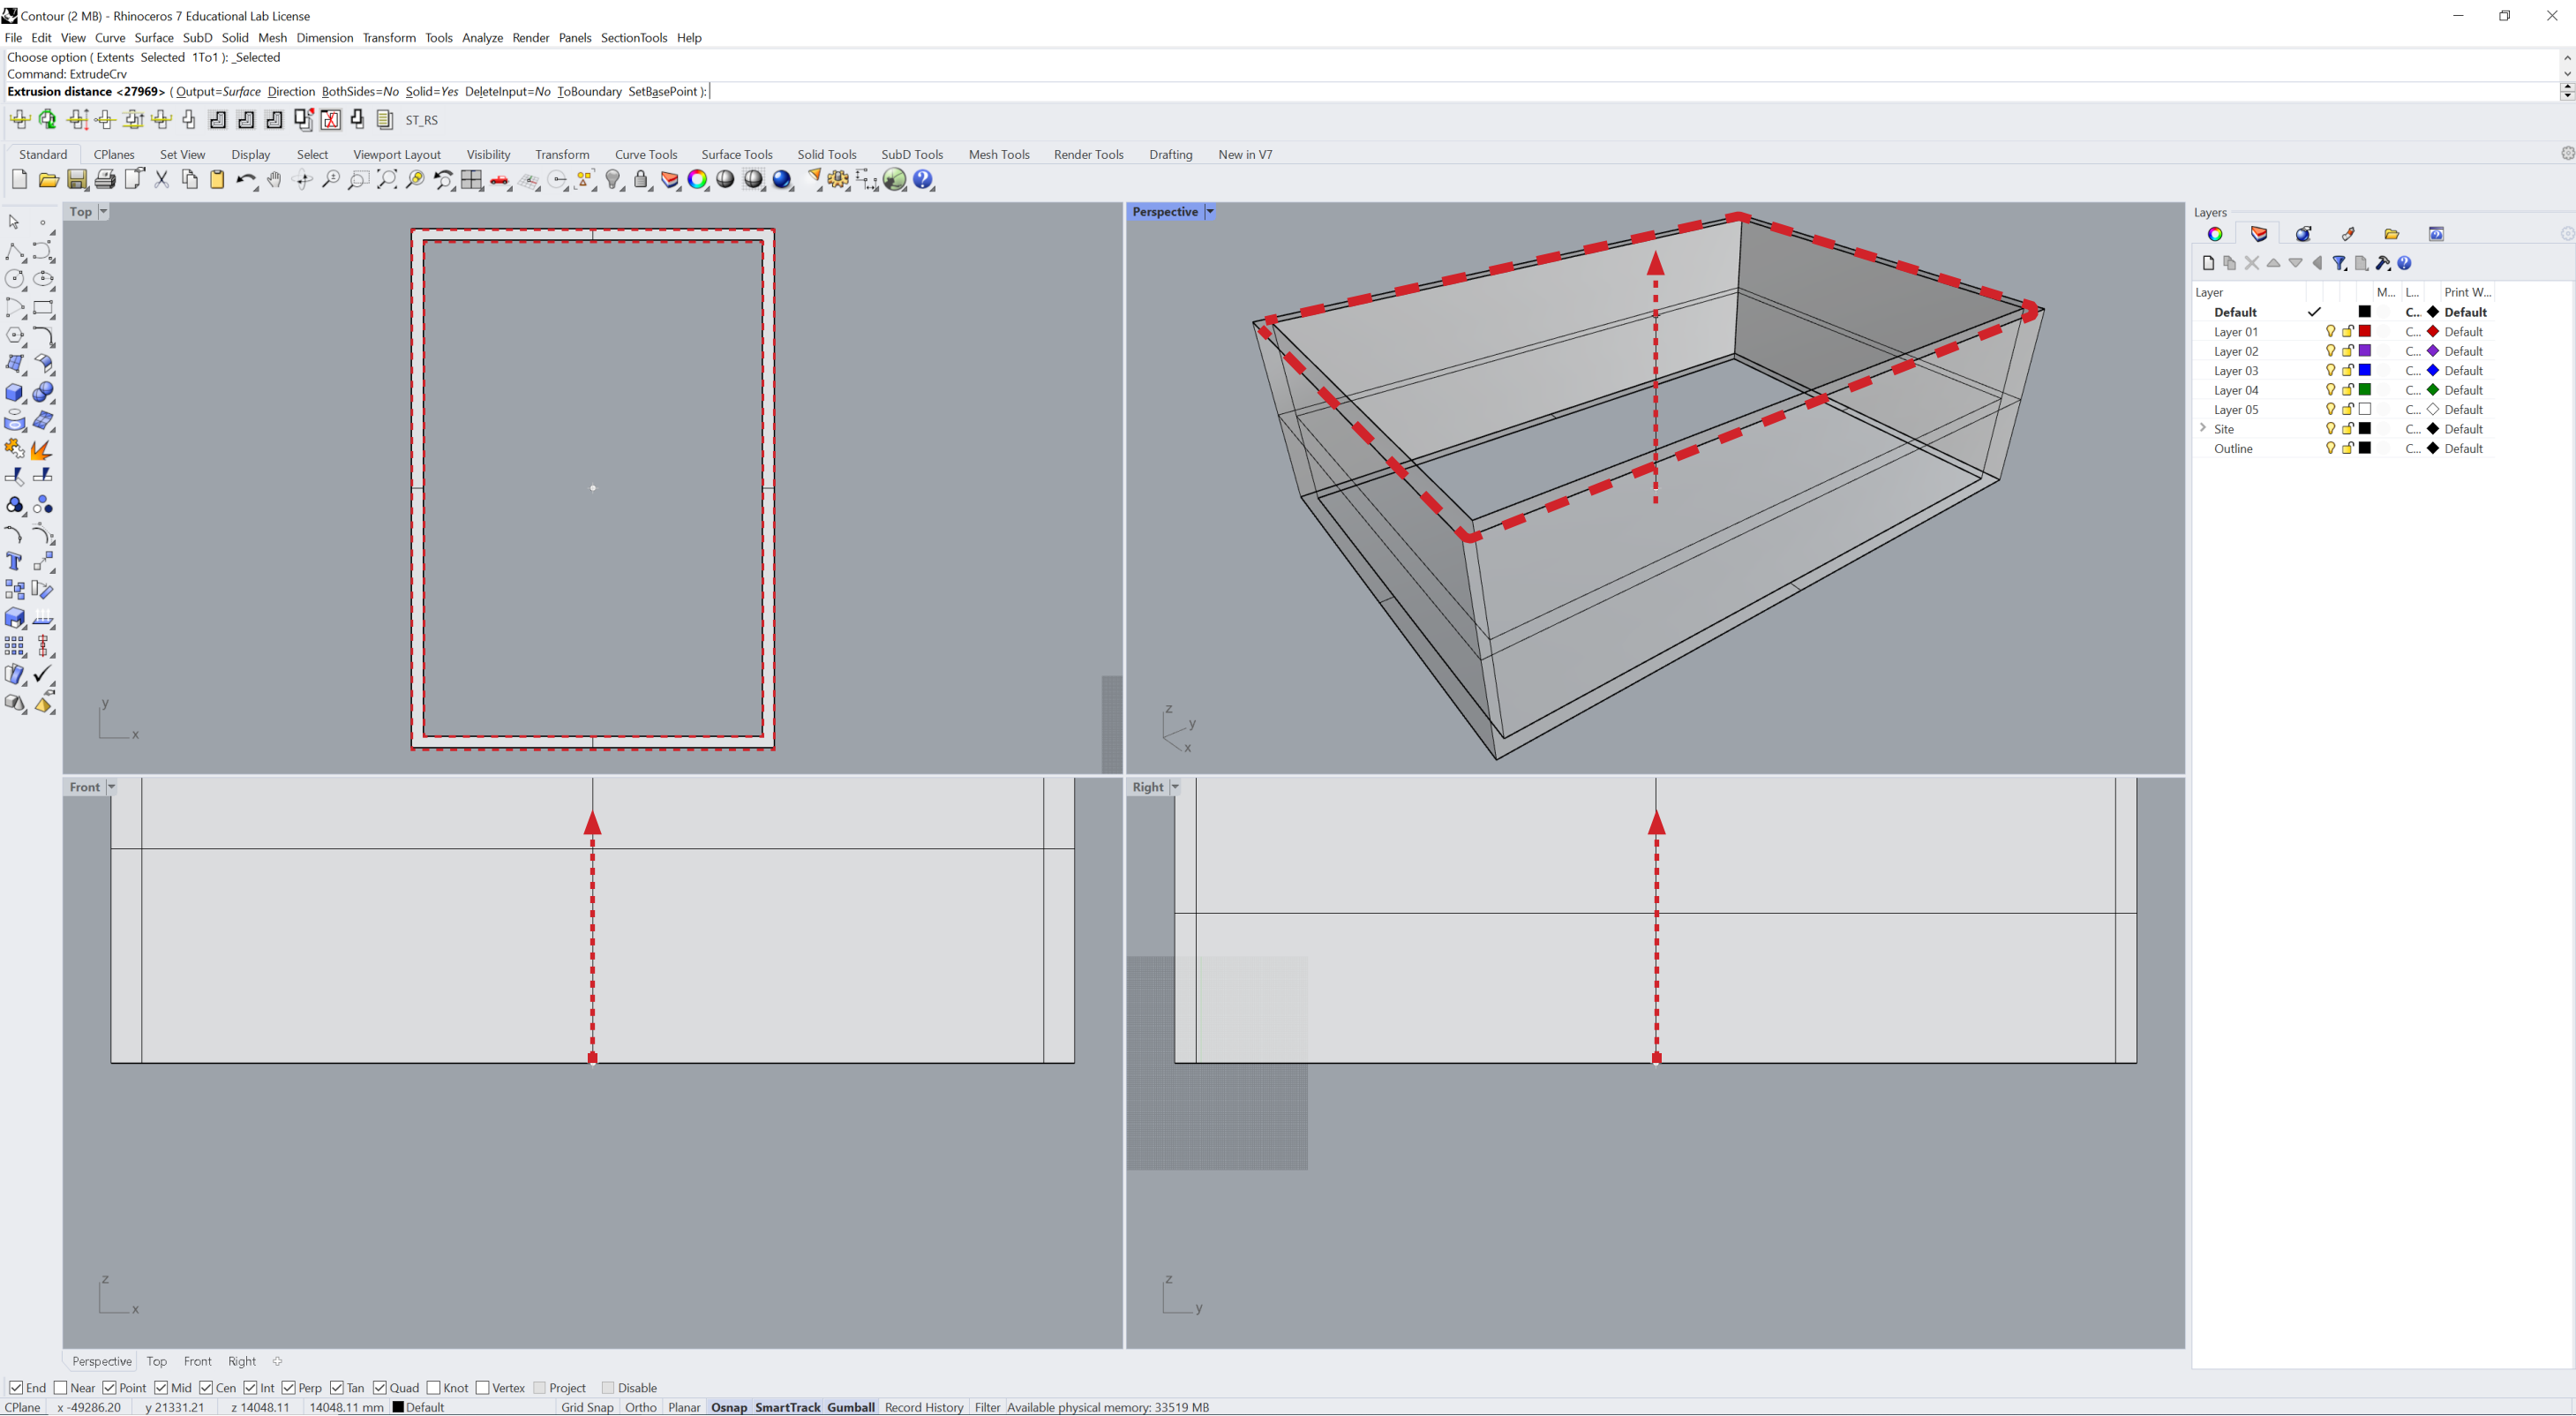 Contour (2 MB) - Rhinoceros 7 Educational Lab License
File Edit View Curve Surface SubD Solid Mesh Dimension Transform Tools Analyze Render Panels SectionTools Help
Choose option ( Extents Selected 1To1 ): _Selected
Command: ExtrudeCrv
Extrusion distance <27969> ( Output=Surface Direction BothSides=No Solid=Yes DeleteInput=No ToBoundary SetBasePoint ):
ST_RS
Standard CPlanes Set View Display Select Viewport Layout Visibility Transform Curve Tools Surface Tools Solid Tools SubD Tools Mesh Tools Render Tools Drafting New in V7
Top
y
x
Perspective
z
y
x
Front
z
x
Right
z
y
Layers
Layer M... L... Print W...
Default C... Default
Layer 01 C... Default
Layer 02 C... Default
Layer 03 C... Default
Layer 04 C... Default
Layer 05 C... Default
Site C... Default
Outline C... Default
Perspective Top Front Right
End Near Point Mid Cen Int Perp Tan Quad Knot Vertex Project Disable
CPlane x -49286.20 y 21331.21 z 14048.11 14048.11 mm Default Grid Snap Ortho Planar Osnap SmartTrack Gumball Record History Filter Available physical memory: 33519 MB